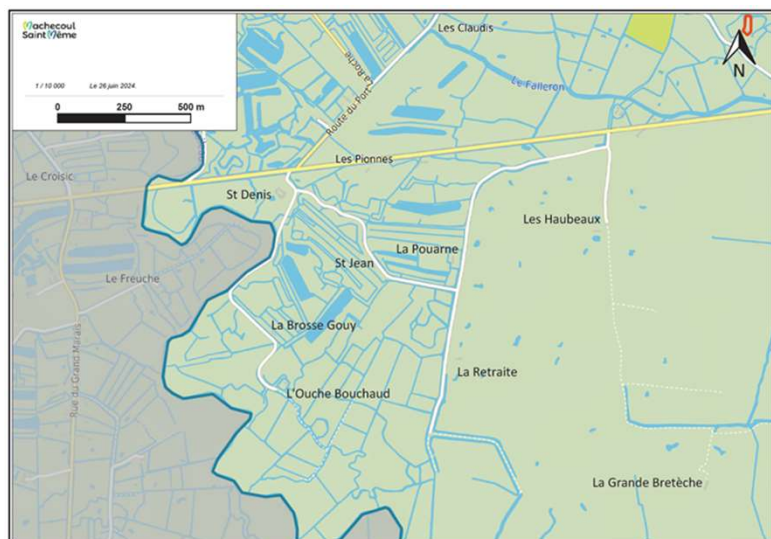 Machecoul
Saint Même
1 / 10 000 Le 26 juin 2024
0 250 500 m
N
Les Claudis
La Roche
Le Falleron
Route du Port
Les Pionnes
Le Croisic
St Denis
Les Haubeaux
La Pouarne
St Jean
Le Freuche
La Brosse Gouy
Rue du Grand Marais
La Retraite
L'Ouche Bouchaud
La Grande Bretèche